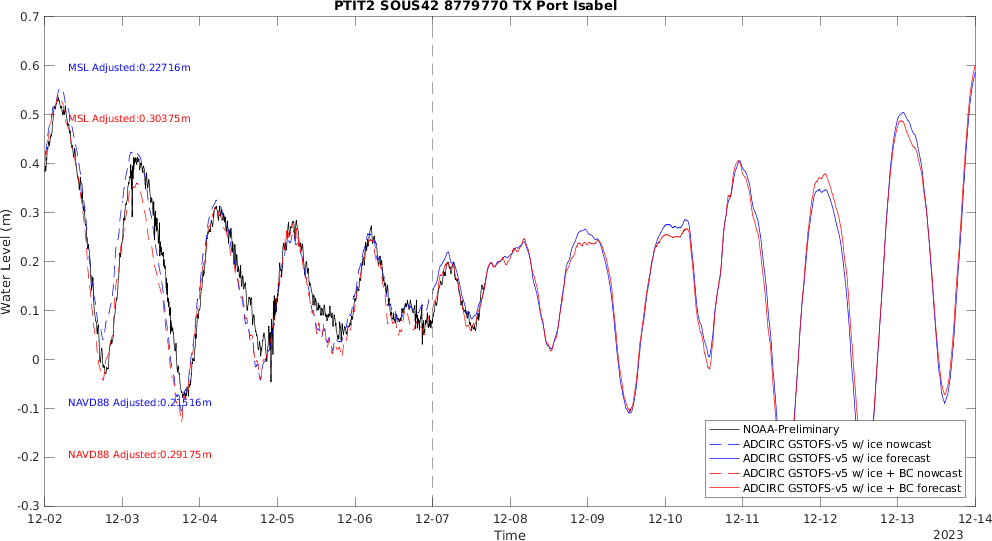 PTIT2 SOUS42 8779770 TX Port Isabel
Water Level (m)
0.7
0.6
0.5
0.4
0.3
0.2
0.1
0
-0.1
-0.2
-0.3
MSL Adjusted:0.22716m
MSL Adjusted:0.30375m
NAVD88 Adjusted:0.21516m
NAVD88 Adjusted:0.29175m
NOAA-Preliminary
ADCIRC GSTOFS-v5 w/ ice nowcast
ADCIRC GSTOFS-v5 w/ ice forecast
ADCIRC GSTOFS-v5 w/ ice + BC nowcast
ADCIRC GSTOFS-v5 w/ ice + BC forecast
12-02 12-03 12-04 12-05 12-06 12-07 12-08 12-09 12-10 12-11 12-12 12-13 12-14
Time
2023